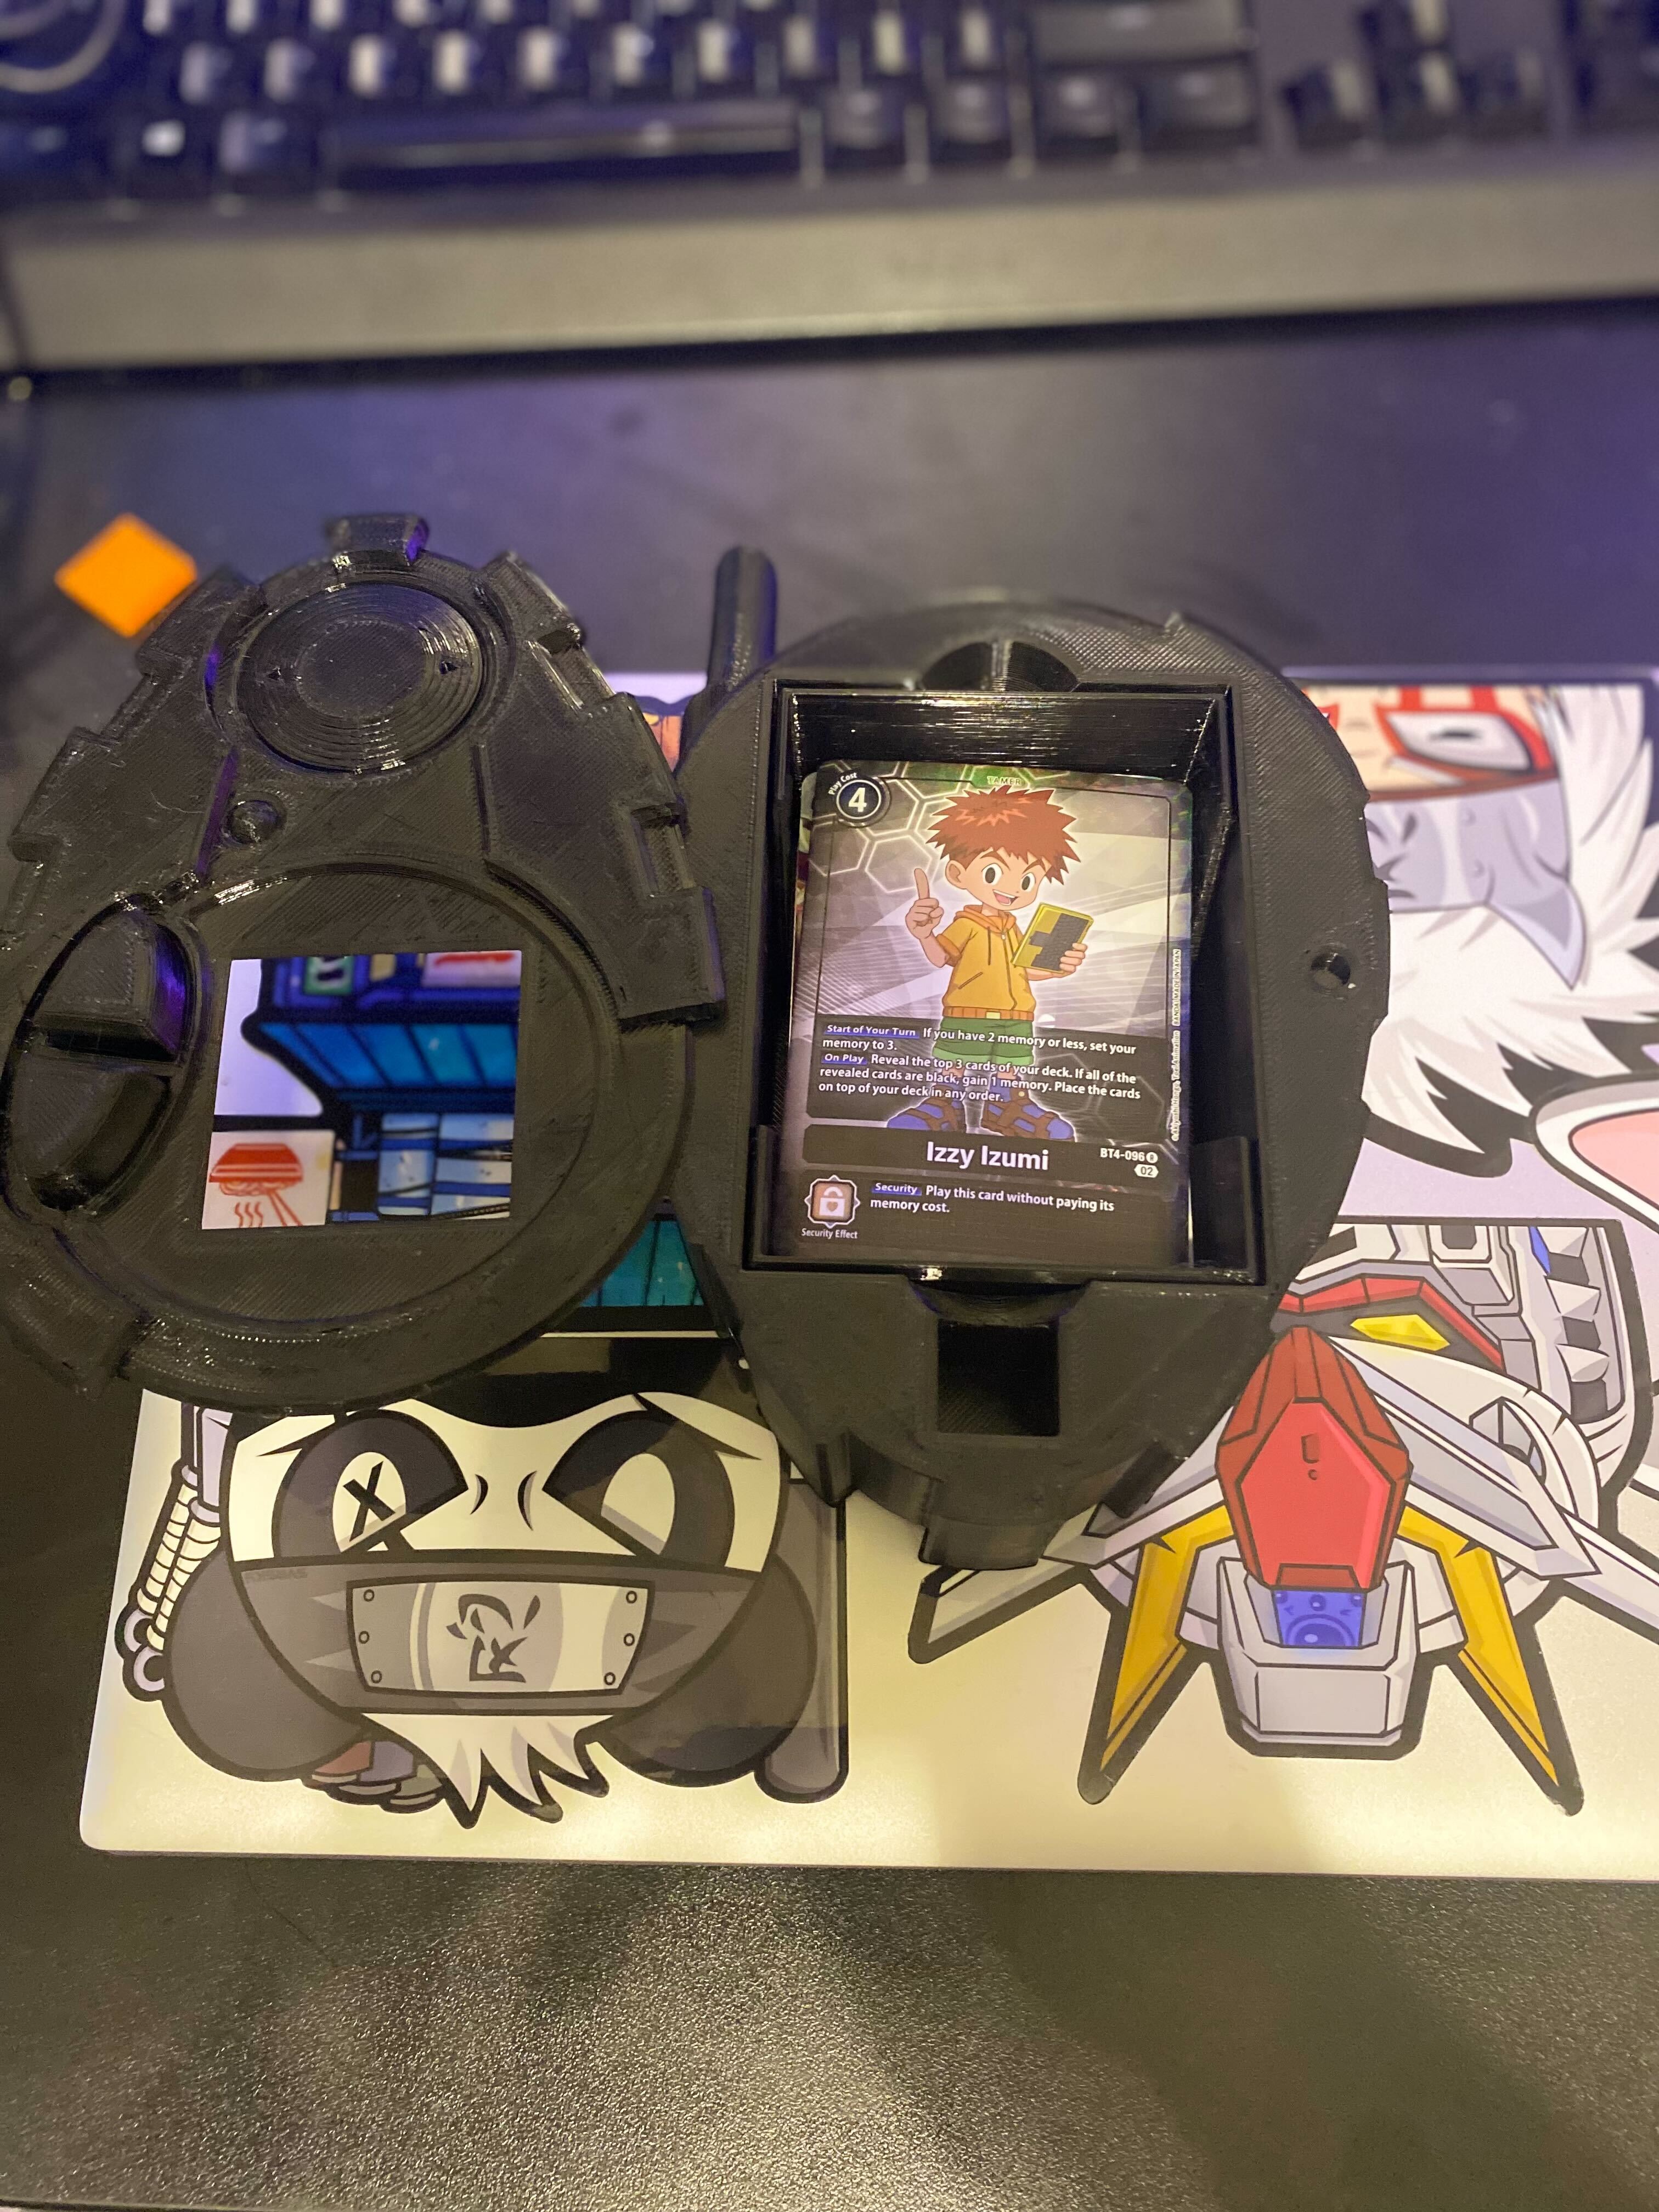 Play Cost
4
TAMER
Start of Your Turn If you have 2 memory or less, set your
memory to 3.
On Play Reveal the top 3 cards of your deck. If all of the
revealed cards are black, gain 1 memory. Place the cards
on top of your deck in any order.
Izzy Izumi
BT4-096 R
02
Security Play this card without paying its
memory cost.
Security Effect